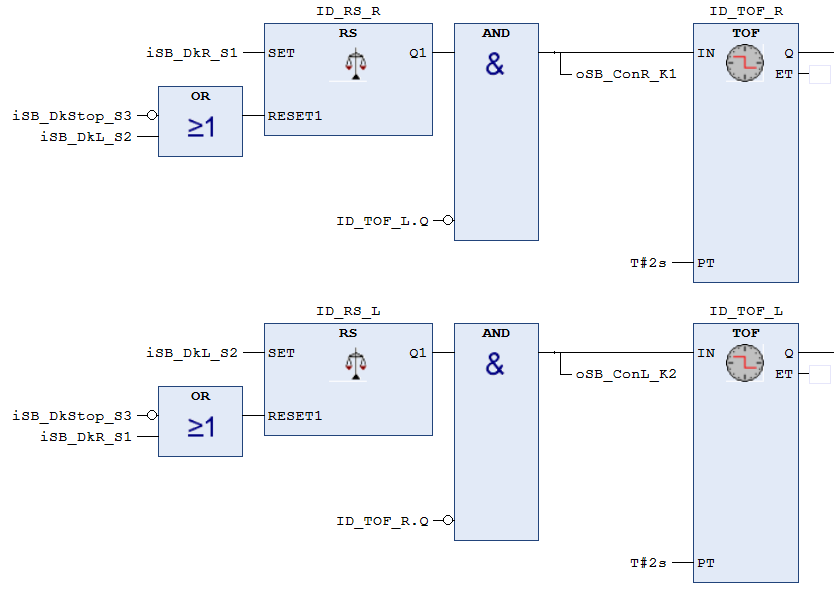 ID_RS_R
ID_TOF_R
RS
AND
TOF
iSB_DkR_S1
SET
Q1
&
IN
Q
oSB_ConR_K1
ET
OR
iSB_DkStop_S3
≥1
RESET1
iSB_DkL_S2
ID_TOF_L.Q
T#2s
PT
ID_RS_L
ID_TOF_L
RS
AND
TOF
iSB_DkL_S2
SET
Q1
&
IN
Q
oSB_ConL_K2
ET
OR
iSB_DkStop_S3
≥1
RESET1
iSB_DkR_S1
ID_TOF_R.Q
T#2s
PT